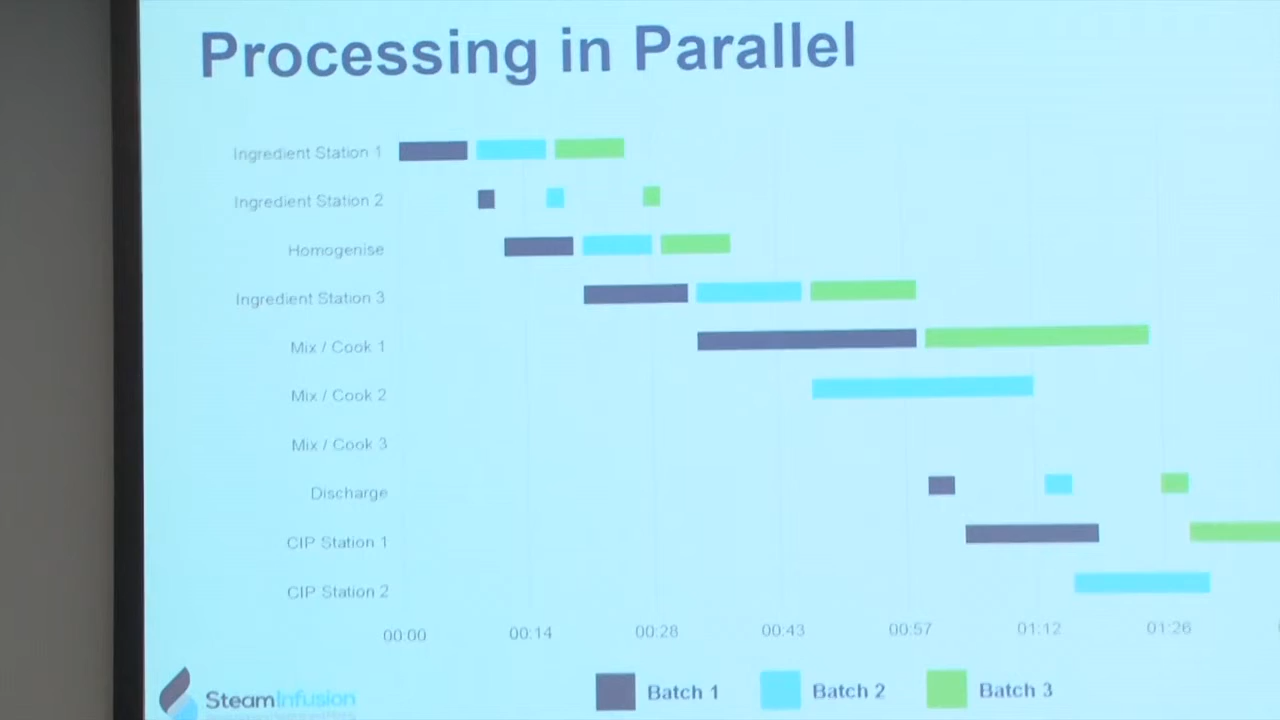 Processing in Parallel
Ingredient Station 1
Ingredient Station 2
Homogenise
Ingredient Station 3
Mix / Cook 1
Mix / Cook 2
Mix / Cook 3
Discharge
CIP Station 1
CIP Station 2
00:00 00:14 00:28 00:43 00:57 01:12 01:26
SteamInfusion
Batch 1 Batch 2 Batch 3